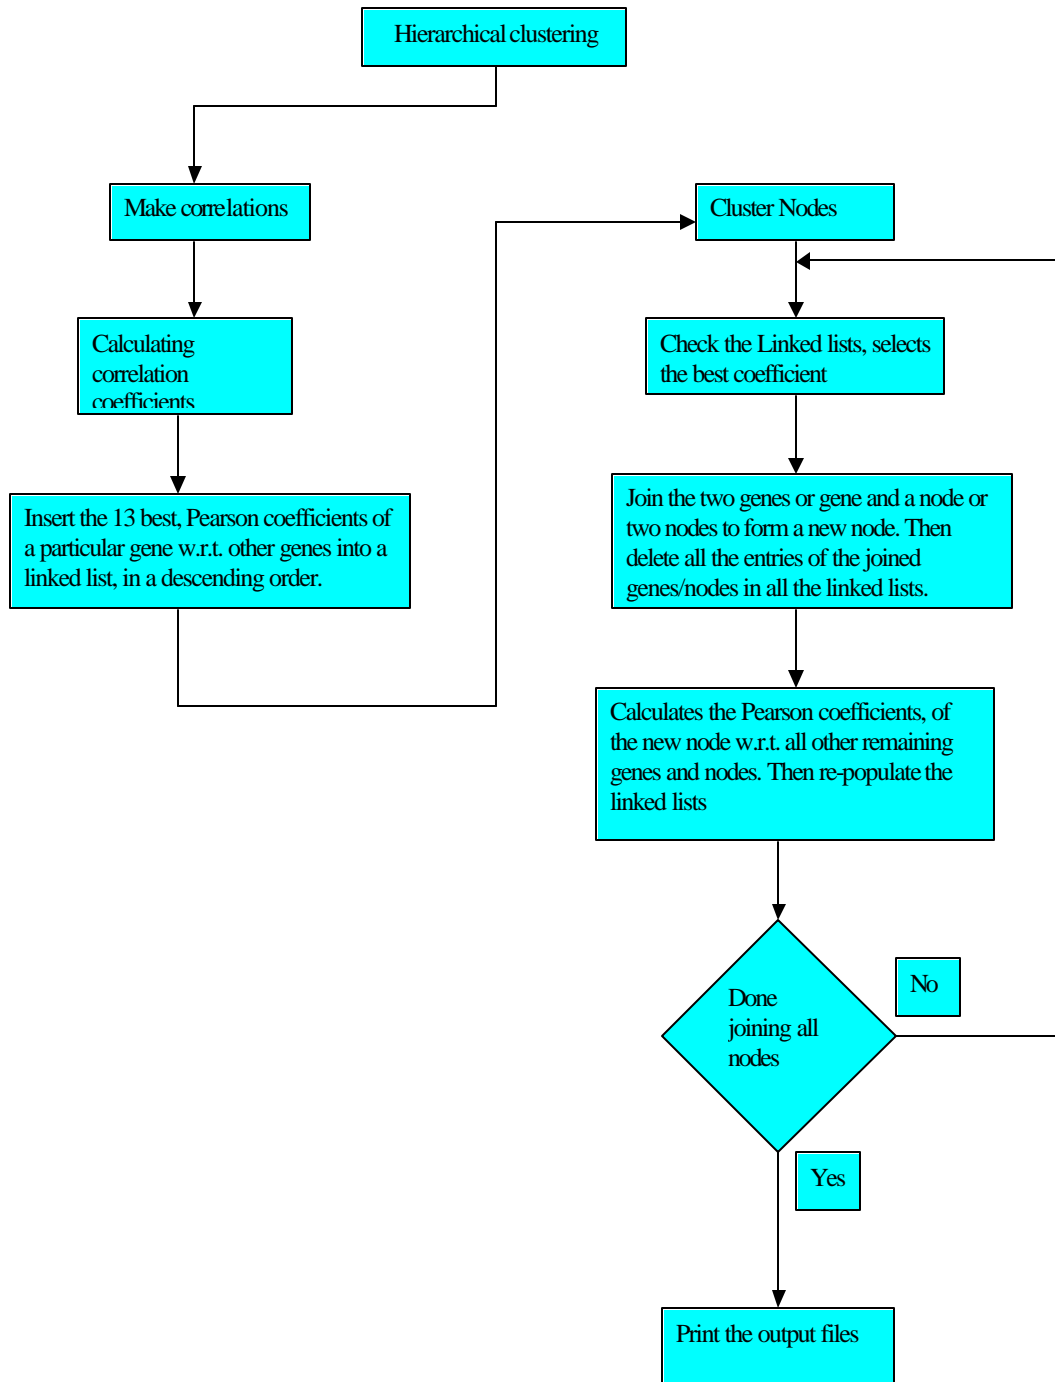 Hierarchical clustering
Make correlations
Calculating
correlation
coefficients
Insert the 13 best, Pearson coefficients of
a particular gene w.r.t. other genes into a
linked list, in a descending order.
Cluster Nodes
Check the Linked lists, selects
the best coefficient
Join the two genes or gene and a node or
two nodes to form a new node. Then
delete all the entries of the joined
genes/nodes in all the linked lists.
Calculates the Pearson coefficients, of
the new node w.r.t. all other remaining
genes and nodes. Then re-populate the
linked lists
Done
joining all
nodes
No
Yes
Print the output files